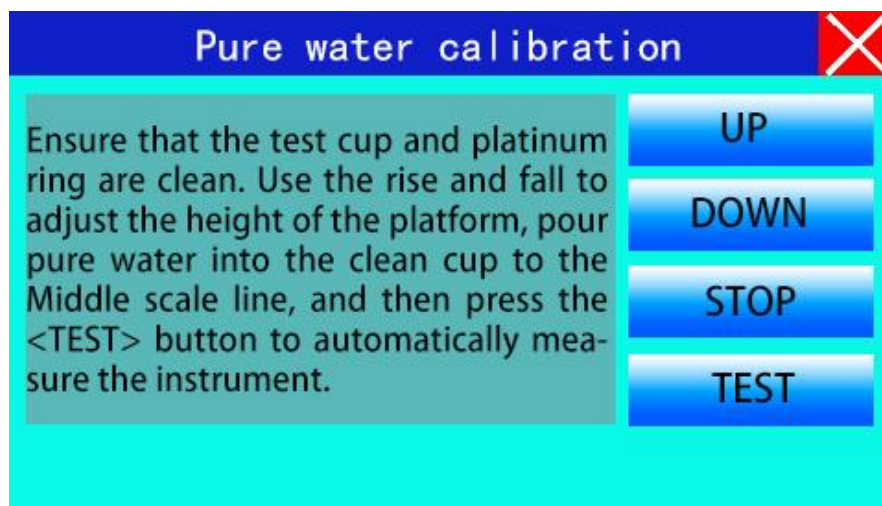 Pure water calibration
Ensure that the test cup and platinum
ring are clean. Use the rise and fall to
adjust the height of the platform, pour
pure water into the clean cup to the
Middle scale line, and then press the
<TEST> button to automatically mea-
sure the instrument.
UP
DOWN
STOP
TEST